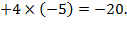 +4 × (−5) = −20.